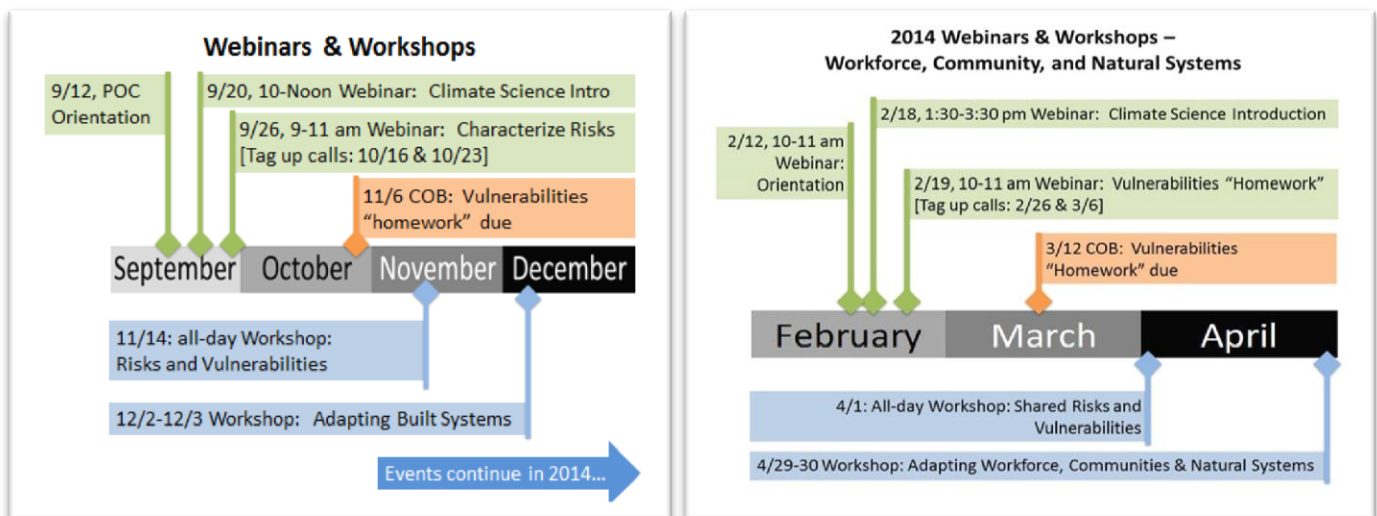 Webinars & Workshops
9/12, POC
Orientation
9/20, 10-Noon Webinar: Climate Science Intro
9/26, 9-11 am Webinar: Characterize Risks
[Tag up calls: 10/16 & 10/23]
11/6 COB: Vulnerabilities
“homework” due
September
October
November
December
11/14: all-day Workshop:
Risks and Vulnerabilities
12/2-12/3 Workshop: Adapting Built Systems
Events continue in 2014...
2014 Webinars & Workshops –
Workforce, Community, and Natural Systems
2/18, 1:30-3:30 pm Webinar: Climate Science Introduction
2/12, 10-11 am
Webinar:
Orientation
2/19, 10-11 am Webinar: Vulnerabilities “Homework”
[Tag up calls: 2/26 & 3/6]
3/12 COB: Vulnerabilities
“Homework” due
February
March
April
4/1: All-day Workshop: Shared Risks and
Vulnerabilities
4/29-30 Workshop: Adapting Workforce, Communities & Natural Systems